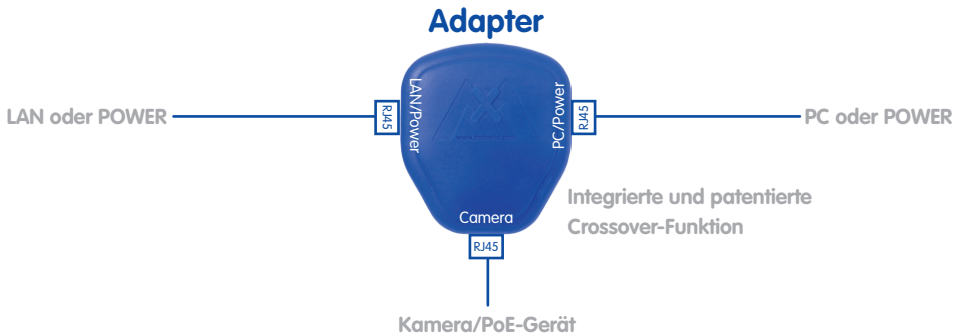 Adapter
LAN/Power
PC/Power
LAN oder POWER
RJ45
RJ45
PC oder POWER
Integrierte und patentierte
Crossover-Funktion
Camera
RJ45
Kamera/PoE-Gerät